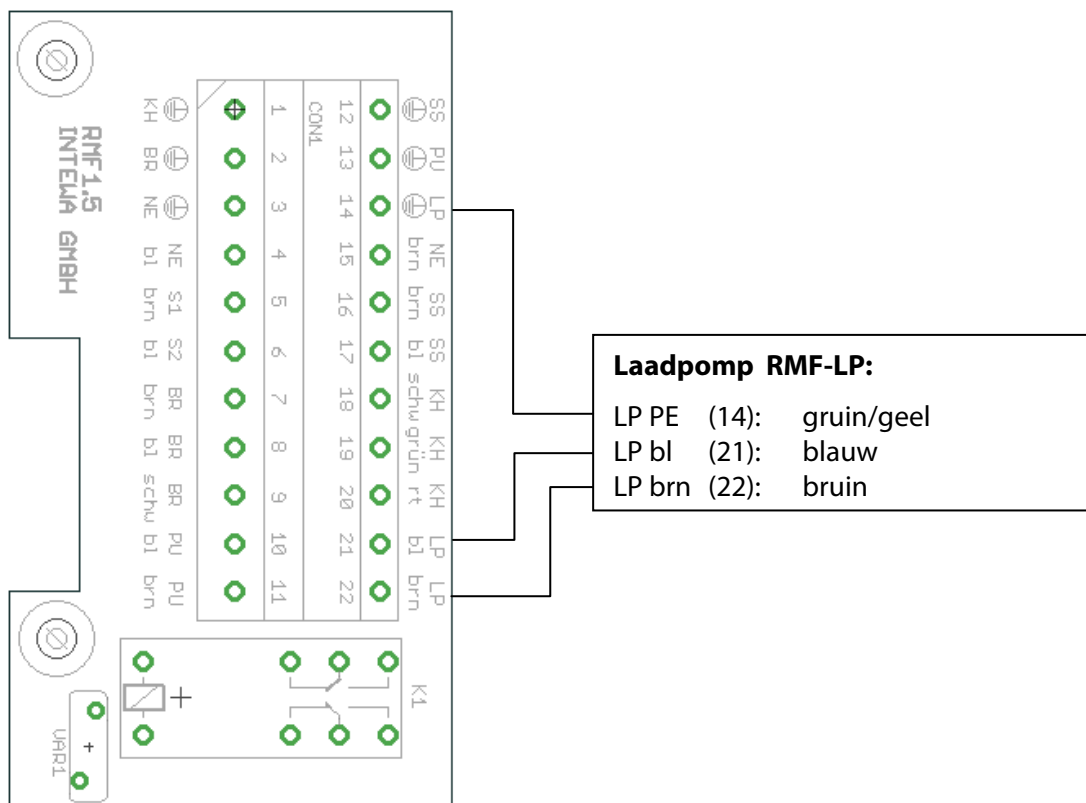 RMF1.5
INTEWA GMBH
CON1
KH 1 12 SS
BR 2 13 PU
NE 3 14 LP
NE bl 4 15 NE brn
S1 brn 5 16 SS brn
S2 bl 6 17 SS bl
BR brn 7 18 KH schw
BR bl 8 19 KH grün
BR schw 9 20 KH rt
PU bl 10 21 LP bl
PU brn 11 22 LP brn
K1
VAR1
+
+
Laadpomp RMF-LP:
LP PE (14): gruin/geel
LP bl (21): blauw
LP brn (22): bruin